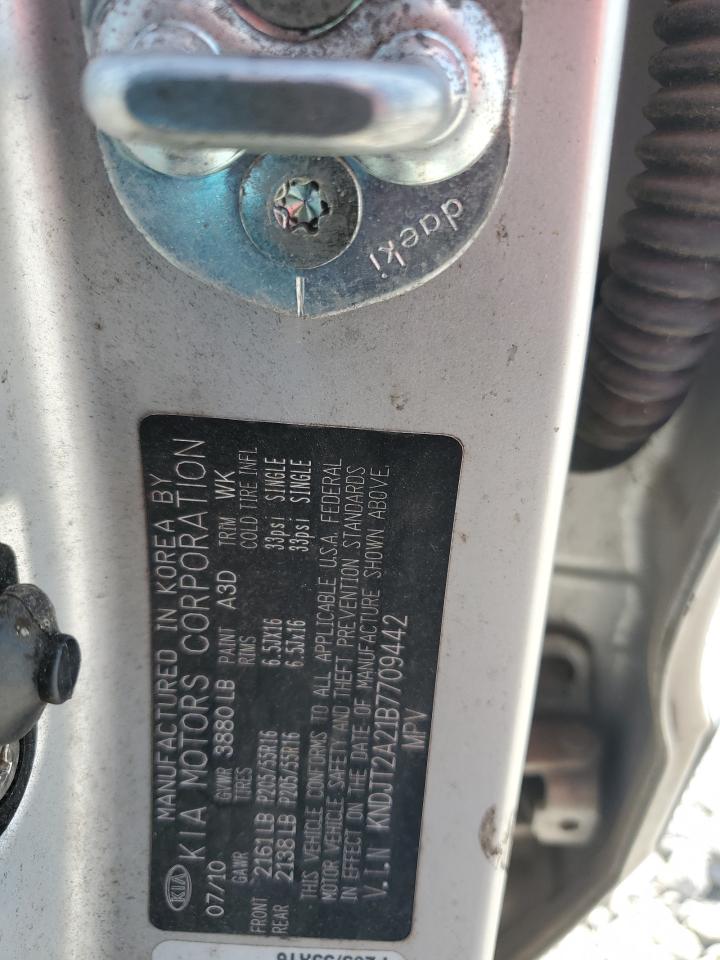 daeki
KIA
MANUFACTURED IN KOREA BY
KIA MOTORS CORPORATION
07/10 GVWR 3880 LB PAINT A3D TRIM WK
GAWR TIRES RIMS COLD TIRE INFL
FRONT 2161LB P205/55R16 6.5JX16 33psi SINGLE
REAR 2138LB P205/55R16 6.5JX16 33psi SINGLE
THIS VEHICLE CONFORMS TO ALL APPLICABLE U.S.A. FEDERAL
MOTOR VEHICLE SAFETY AND THEFT PREVENTION STANDARDS
IN EFFECT ON THE DATE OF MANUFACTURE SHOWN ABOVE.
V.I.N KNDJT2A21B7709442
MPV